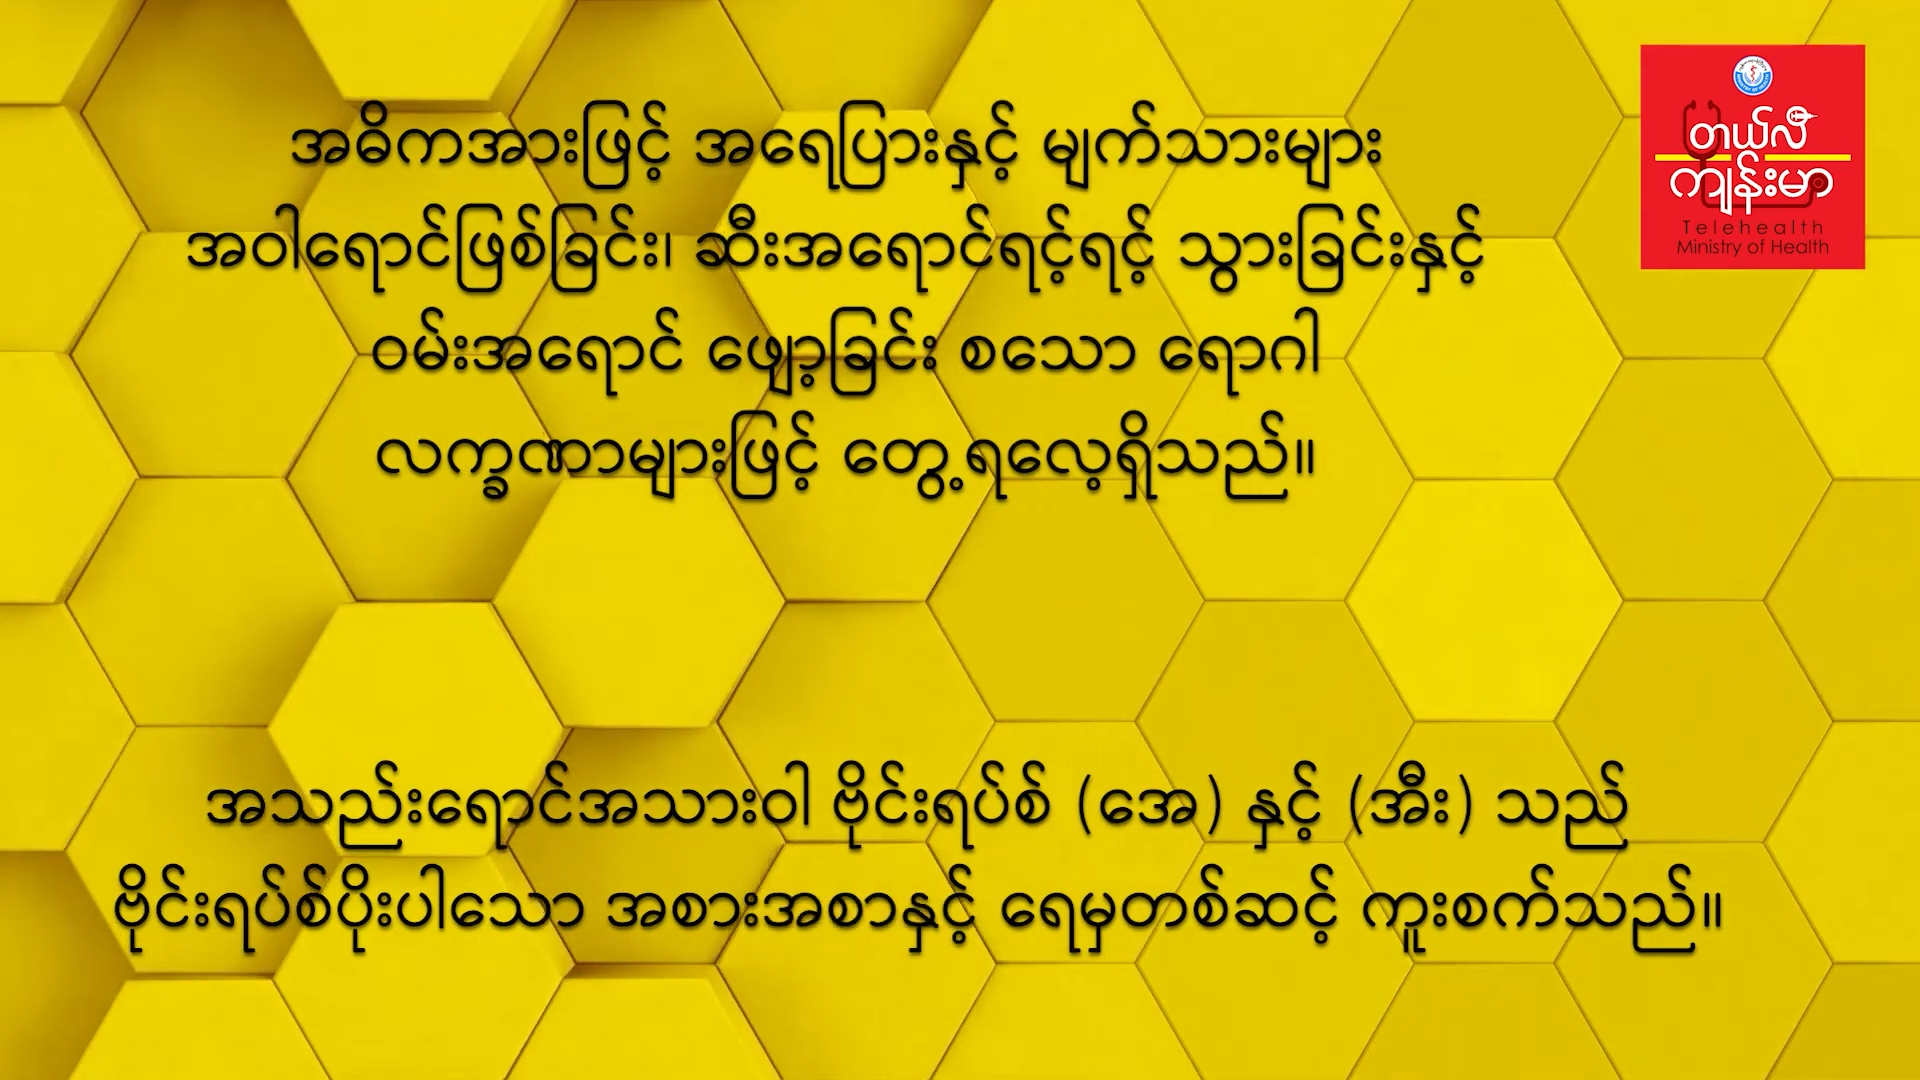 အဓိကအားဖြင့် အရေပြားနှင့် မျက်သားများ
အဝါရောင်ဖြစ်ခြင်း၊ ဆီးအရောင်ရင့်ရင့် သွားခြင်းနှင့်
ဝမ်းအရောင် ဖျော့ခြင်း စသော ရောဂါ
လက္ခဏာများဖြင့် တွေ့ရလေ့ရှိသည်။
အသည်းရောင်အသားဝါ ဗိုင်းရပ်စ် (အေ) နှင့် (အီး) သည်
ဗိုင်းရပ်စ်ပိုးပါသော အစားအစာနှင့် ရေမှတစ်ဆင့် ကူးစက်သည်။
တယ်လီ
ကျန်းမာ
Telehealth
Ministry of Health